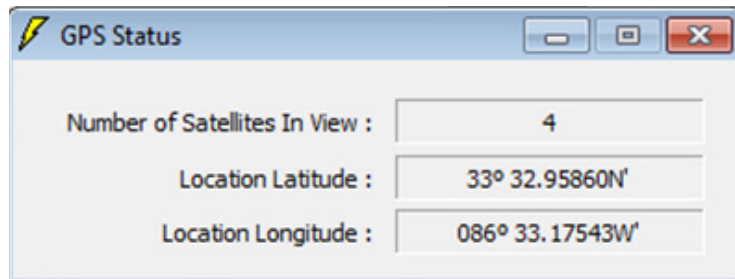 GPS Status
Number of Satellites In View : 4
Location Latitude : 33º 32.95860N'
Location Longitude : 086º 33.17543W'